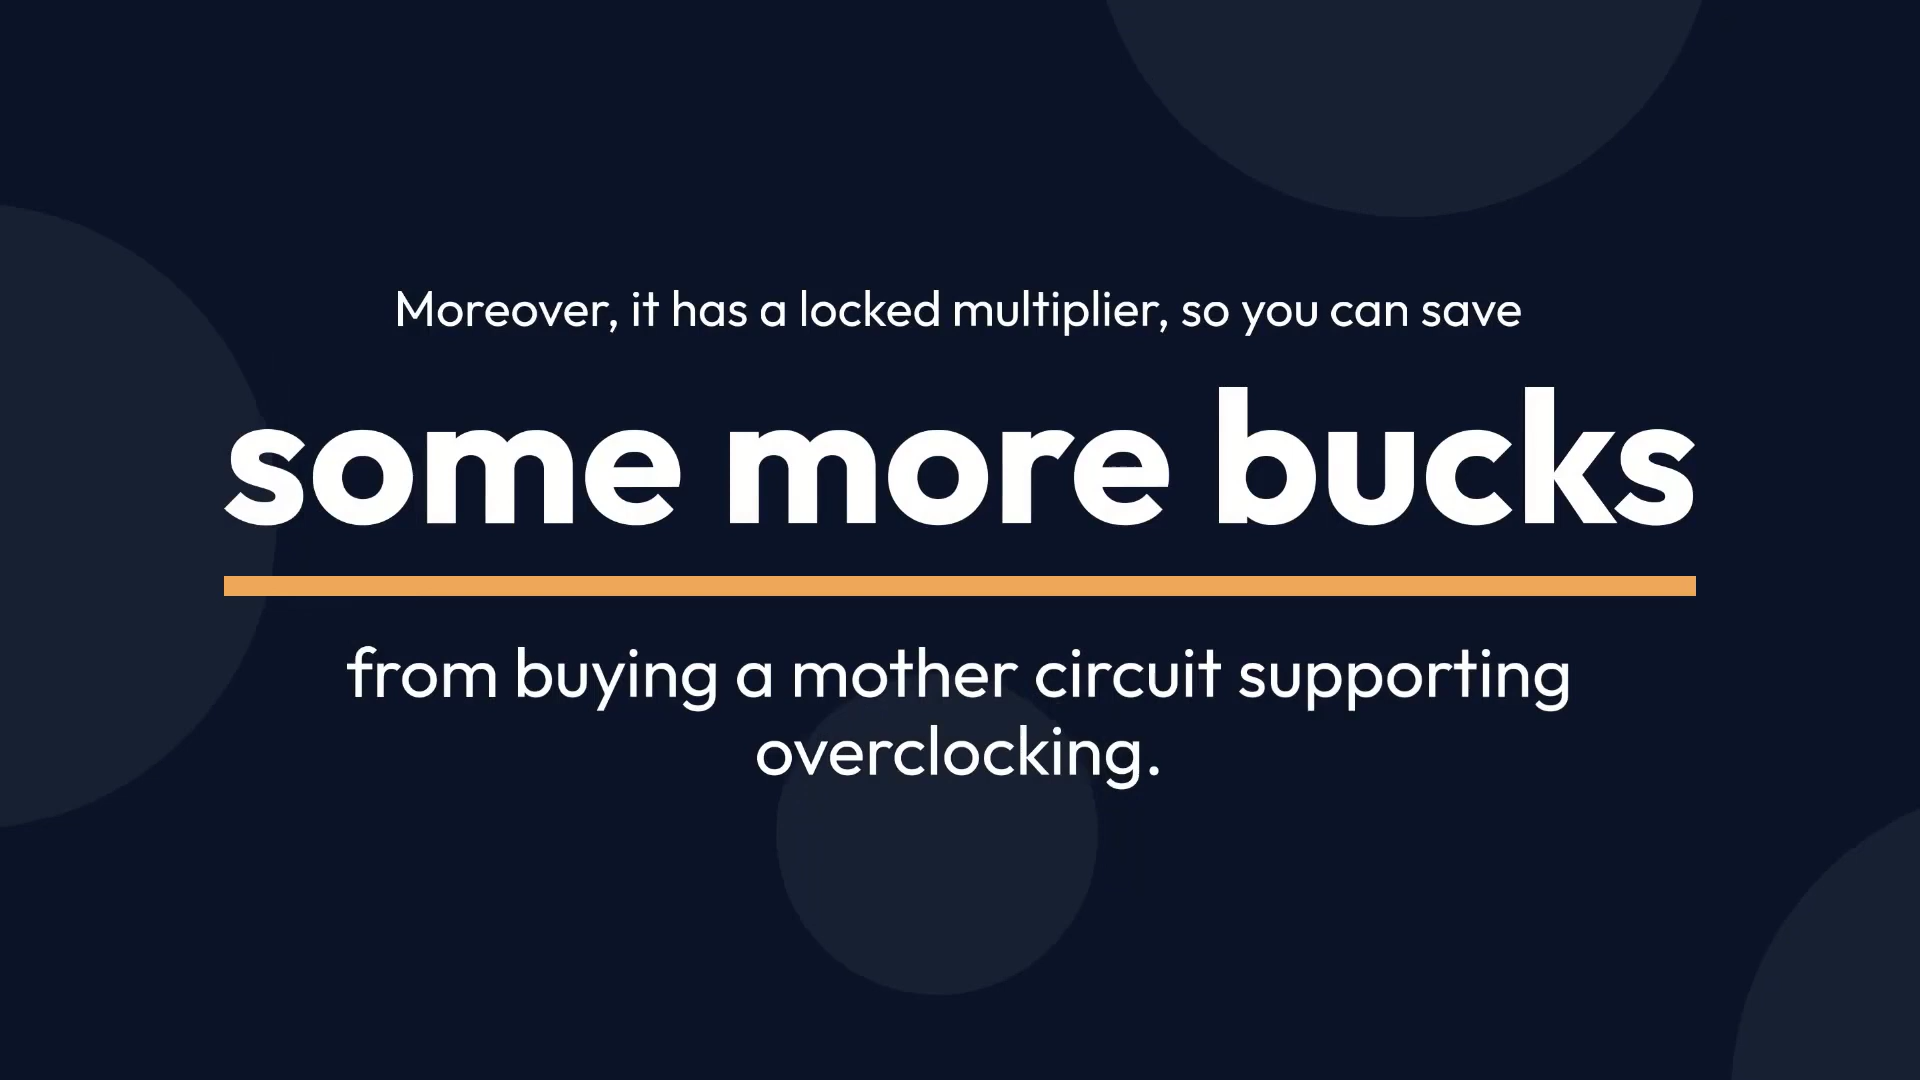 Moreover, it has a locked multiplier, so you can save
some more bucks
from buying a mother circuit supporting
overclocking.